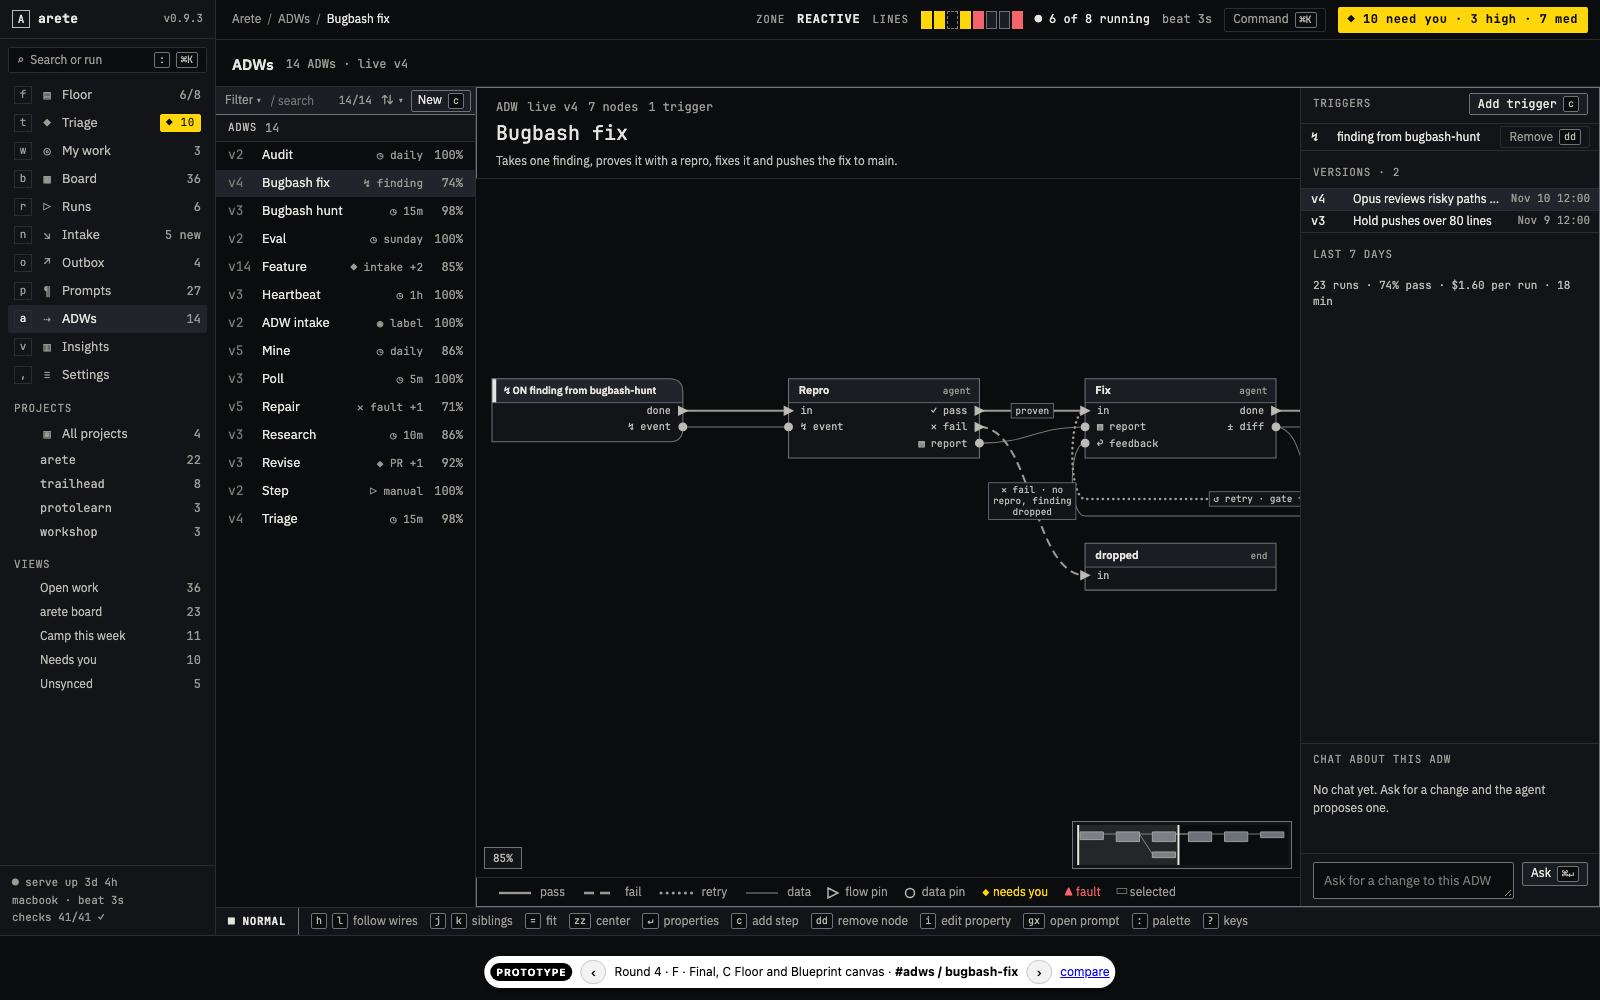 A arete v0.9.3
Search or run : ⌘K
f Floor 6/8
t Triage ◆ 10
w My work 3
b Board 36
r Runs 6
n Intake 5 new
o Outbox 4
p Prompts 27
a ADWs 14
v Insights
, Settings
PROJECTS
All projects 4
arete 22
trailhead 8
protolearn 3
workshop 3
VIEWS
Open work 36
arete board 23
Camp this week 11
Needs you 10
Unsynced 5
serve up 3d 4h
macbook · beat 3s
checks 41/41 ✓
Arete / ADWs / Bugbash fix
ZONE REACTIVE LINES
6 of 8 running beat 3s
Command ⌘K
◆ 10 need you · 3 high · 7 med
ADWs 14 ADWs · live v4
Filter / search 14/14 New c
ADWS 14
v2 Audit daily 100%
v4 Bugbash fix ↯ finding 74%
v3 Bugbash hunt 15m 98%
v2 Eval sunday 100%
v14 Feature ◆ intake +2 85%
v3 Heartbeat 1h 100%
v2 ADW intake label 100%
v5 Mine daily 86%
v3 Poll 5m 100%
v5 Repair × fault +1 71%
v3 Research 10m 86%
v3 Revise ◆ PR +1 92%
v2 Step ▷ manual 100%
v4 Triage 15m 98%
ADW live v4 7 nodes 1 trigger
Bugbash fix
Takes one finding, proves it with a repro, fixes it and pushes the fix to main.
↯ ON finding from bugbash-hunt
done
↯ event
Repro agent
in ✓ pass
↯ event × fail
report
proven
Fix agent
in done
report ± diff
feedback
× fail · no
repro, finding
dropped
↺ retry · gate
dropped end
in
85%
pass fail retry data flow pin data pin ◆ needs you fault selected
TRIGGERS Add trigger c
↯ finding from bugbash-hunt Remove dd
VERSIONS · 2
v4 Opus reviews risky paths … Nov 10 12:00
v3 Hold pushes over 80 lines Nov 9 12:00
LAST 7 DAYS
23 runs · 74% pass · $1.60 per run · 18
min
CHAT ABOUT THIS ADW
No chat yet. Ask for a change and the agent
proposes one.
Ask for a change to this ADW
Ask ⌘↵
■ NORMAL h l follow wires j k siblings = fit zz center ↵ properties c add step dd remove node i edit property gx open prompt : palette ? keys
PROTOTYPE ‹ Round 4 · F · Final, C Floor and Blueprint canvas · #adws / bugbash-fix › compare